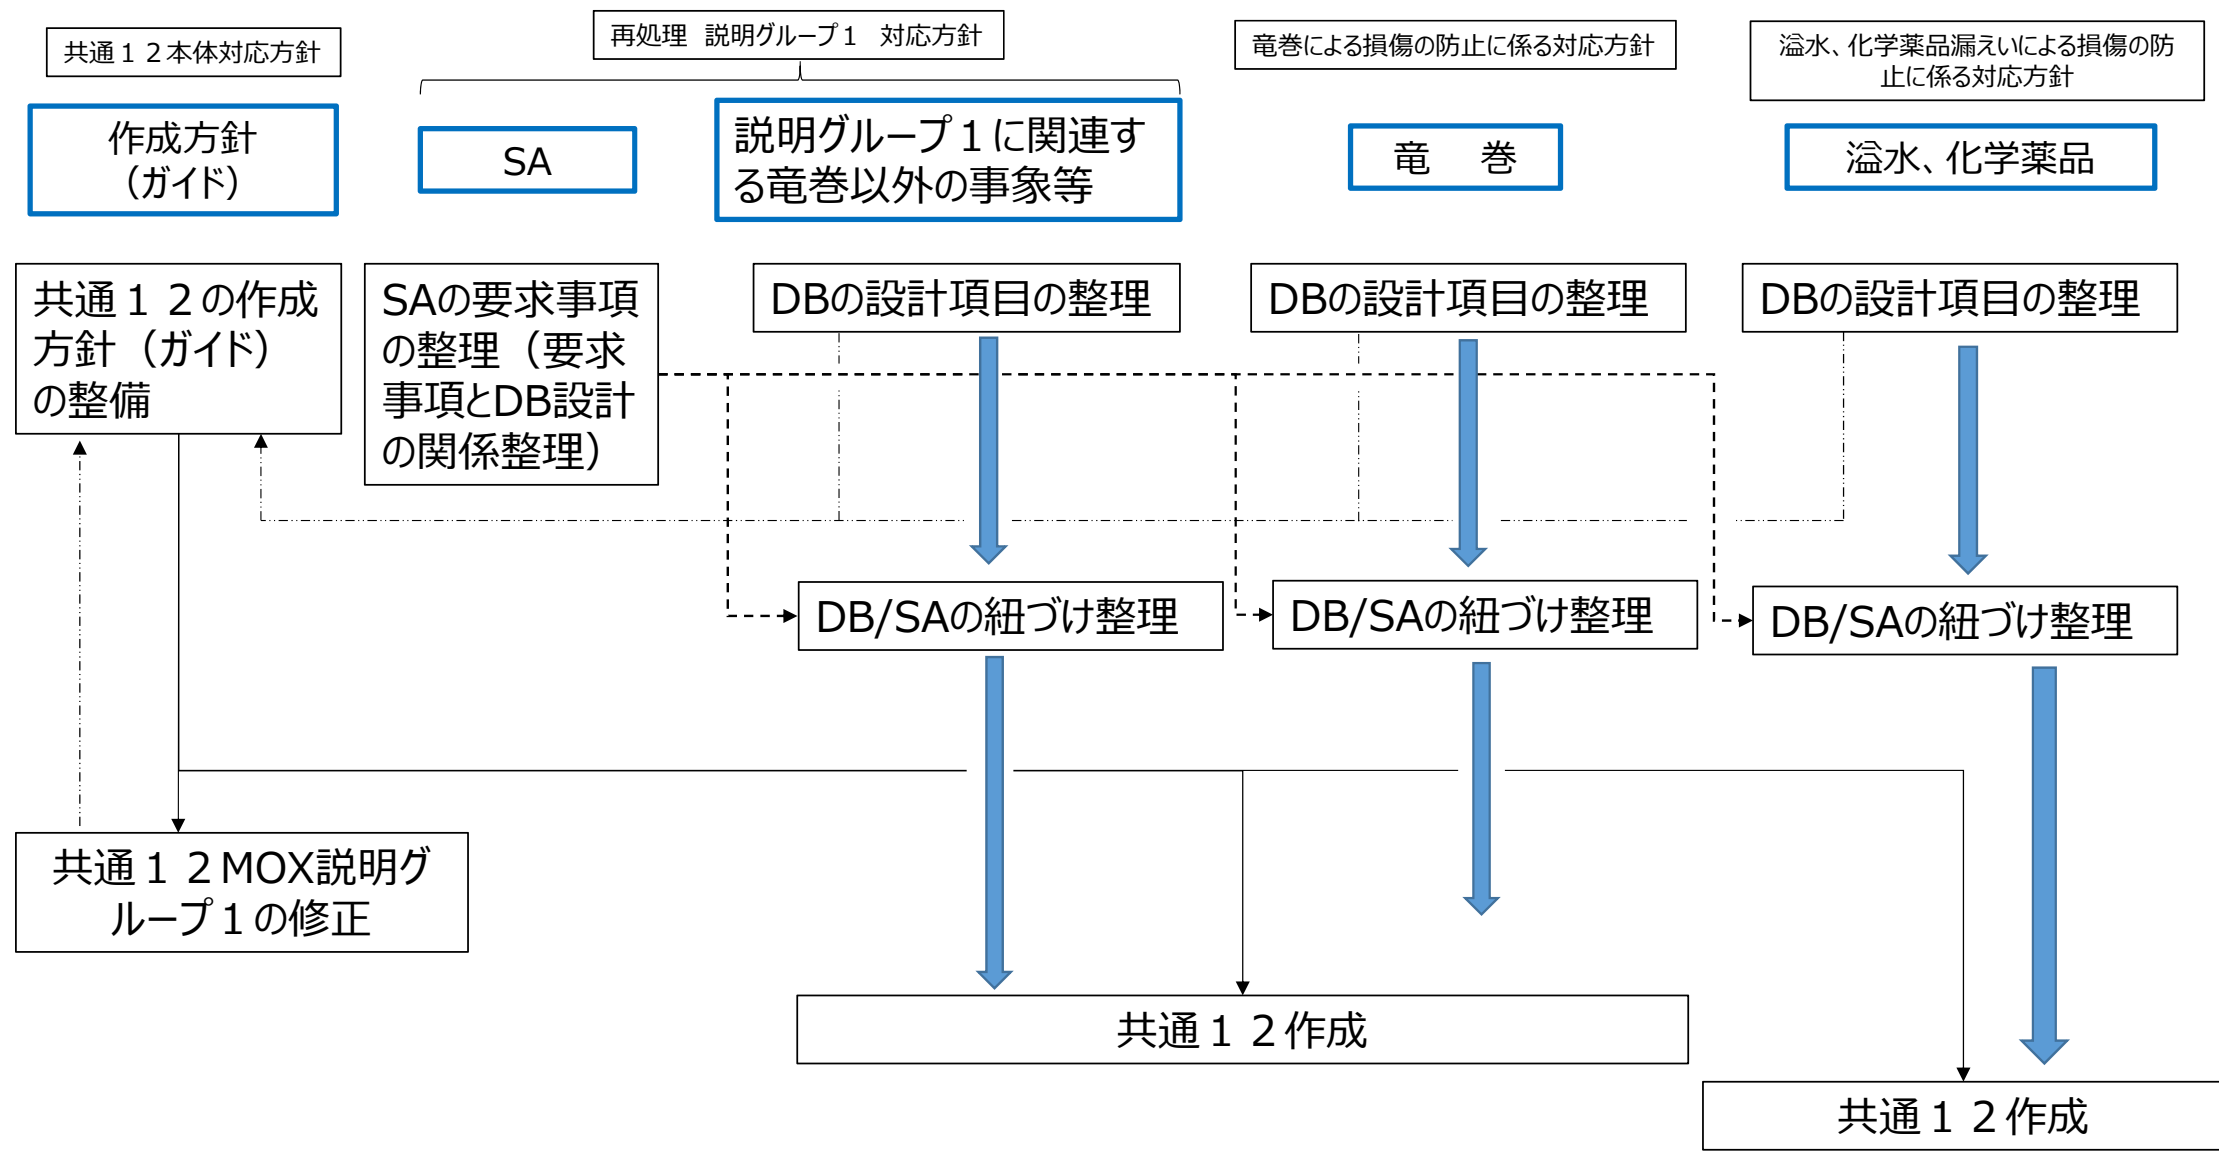 共通１２本体対応方針
再処理　説明グループ１　対応方針
竜巻による損傷の防止に係る対応方針
溢水、化学薬品漏えいによる損傷の防
止に係る対応方針
作成方針
（ガイド）
SA
説明グループ１に関連す
る竜巻以外の事象等
竜　巻
溢水、化学薬品
共通１２の作成
方針（ガイド）
の整備
SAの要求事項
の整理（要求
事項とDB設計
の関係整理）
DBの設計項目の整理
DBの設計項目の整理
DBの設計項目の整理
DB/SAの紐づけ整理
DB/SAの紐づけ整理
DB/SAの紐づけ整理
共通１２MOX説明グ
ループ１の修正
共通１２作成
共通１２作成